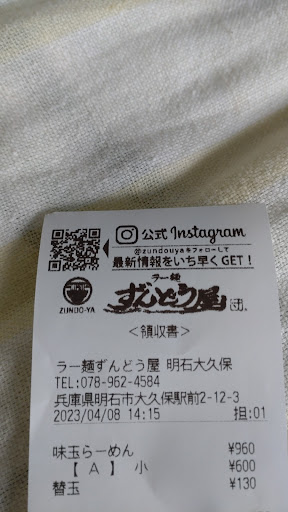 公式 Instagram
@zundouyaをフォローして
最新情報をいち早くGET!
ZUNDO-YA
ラー麺
ずんどう屋
<領収書>
ラー麺ずんどう屋 明石大久保
TEL:078-962-4584
兵庫県明石市大久保駅前2-12-3
2023/04/08 14:15 担:01
味玉らーめん ¥960
【 A 】 小 ¥600
替玉 ¥130